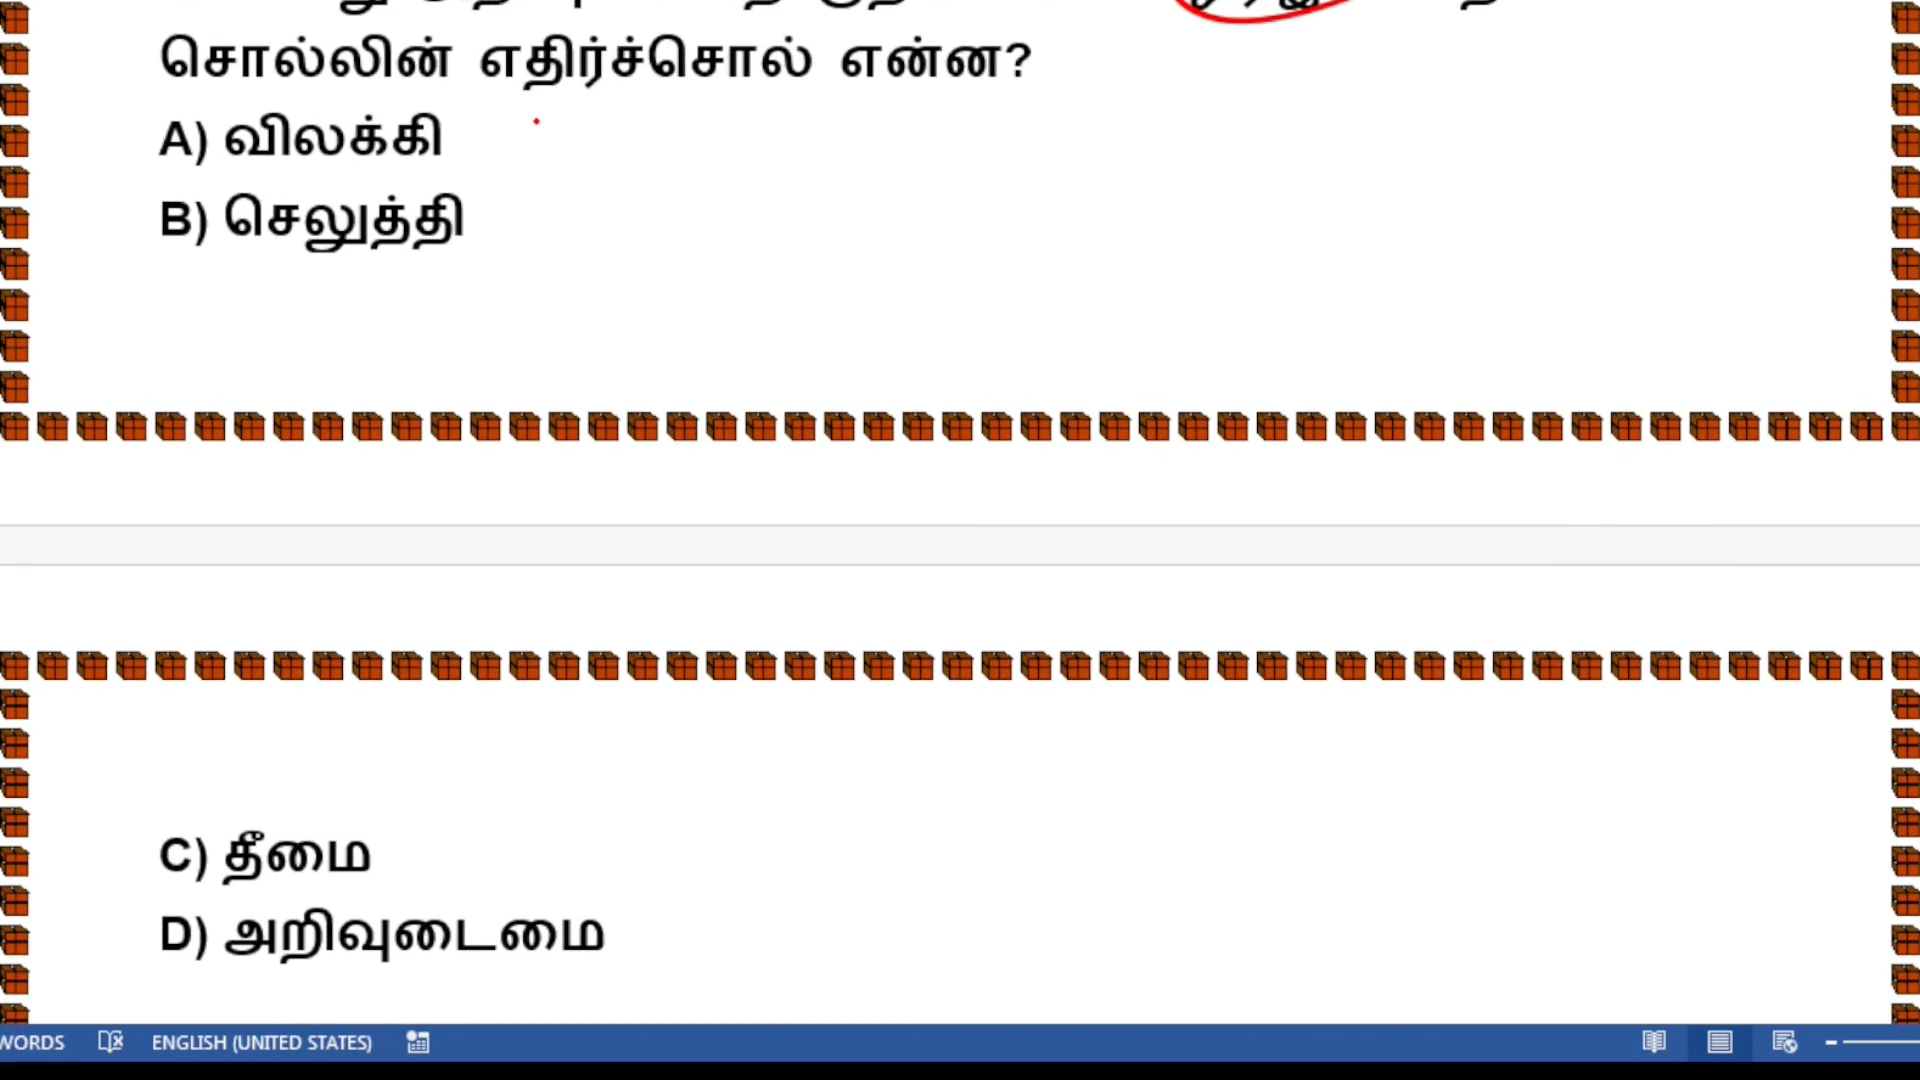 சொல்லின் எதிர்ச்சொல் என்ன?
A) விலக்கி
B) செலுத்தி
C) தீமை
D) அறிவுடைமை
WORDS ENGLISH (UNITED STATES)